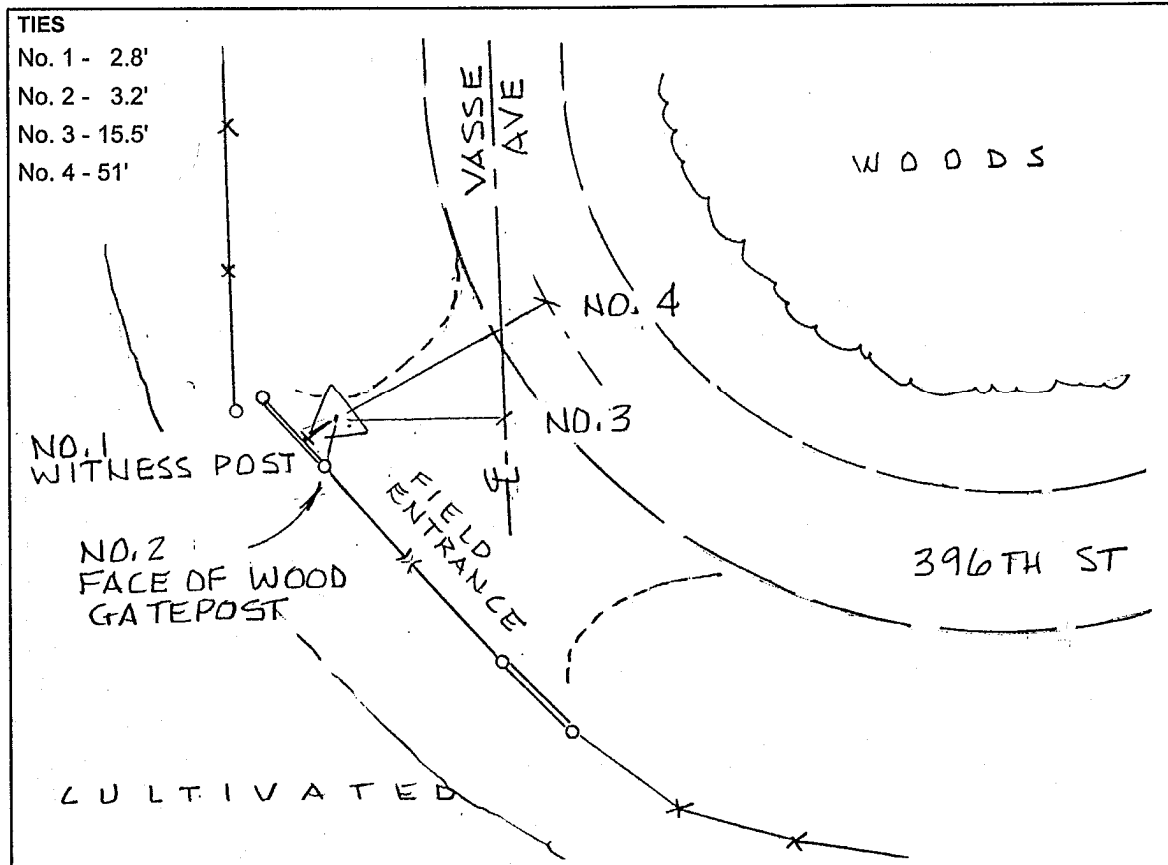 TIES
No. 1 - 2.8'
No. 2 - 3.2'
No. 3 - 15.5'
No. 4 - 51'
VASSE
AVE
WOODS
NO. 4
NO.3
NO.1
WITNESS POST
NO.2
FACE OF WOOD
GATEPOST
FIELD
ENTRANCE
℄
396TH ST
CULTIVATED